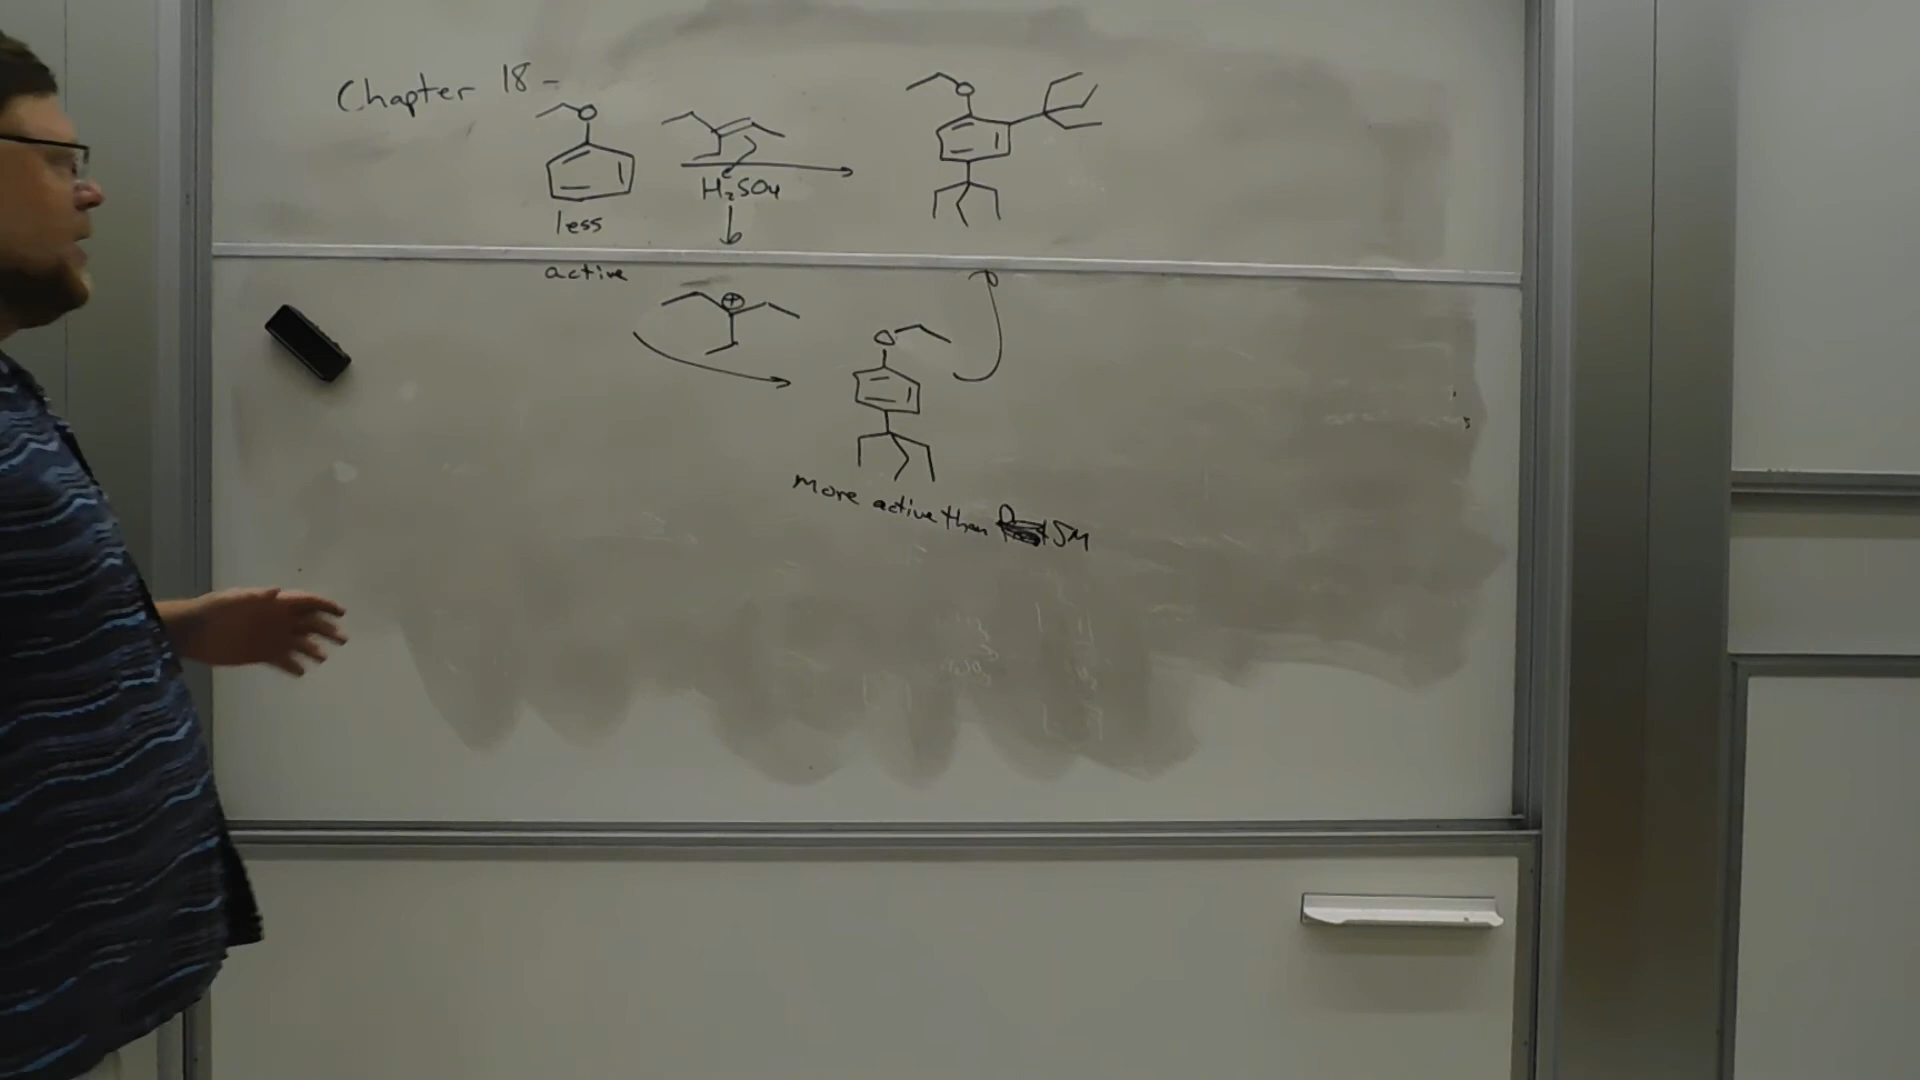 Chapter 18 -
O
O
H₂SO₄
less
active
⊕
O
more active than SM